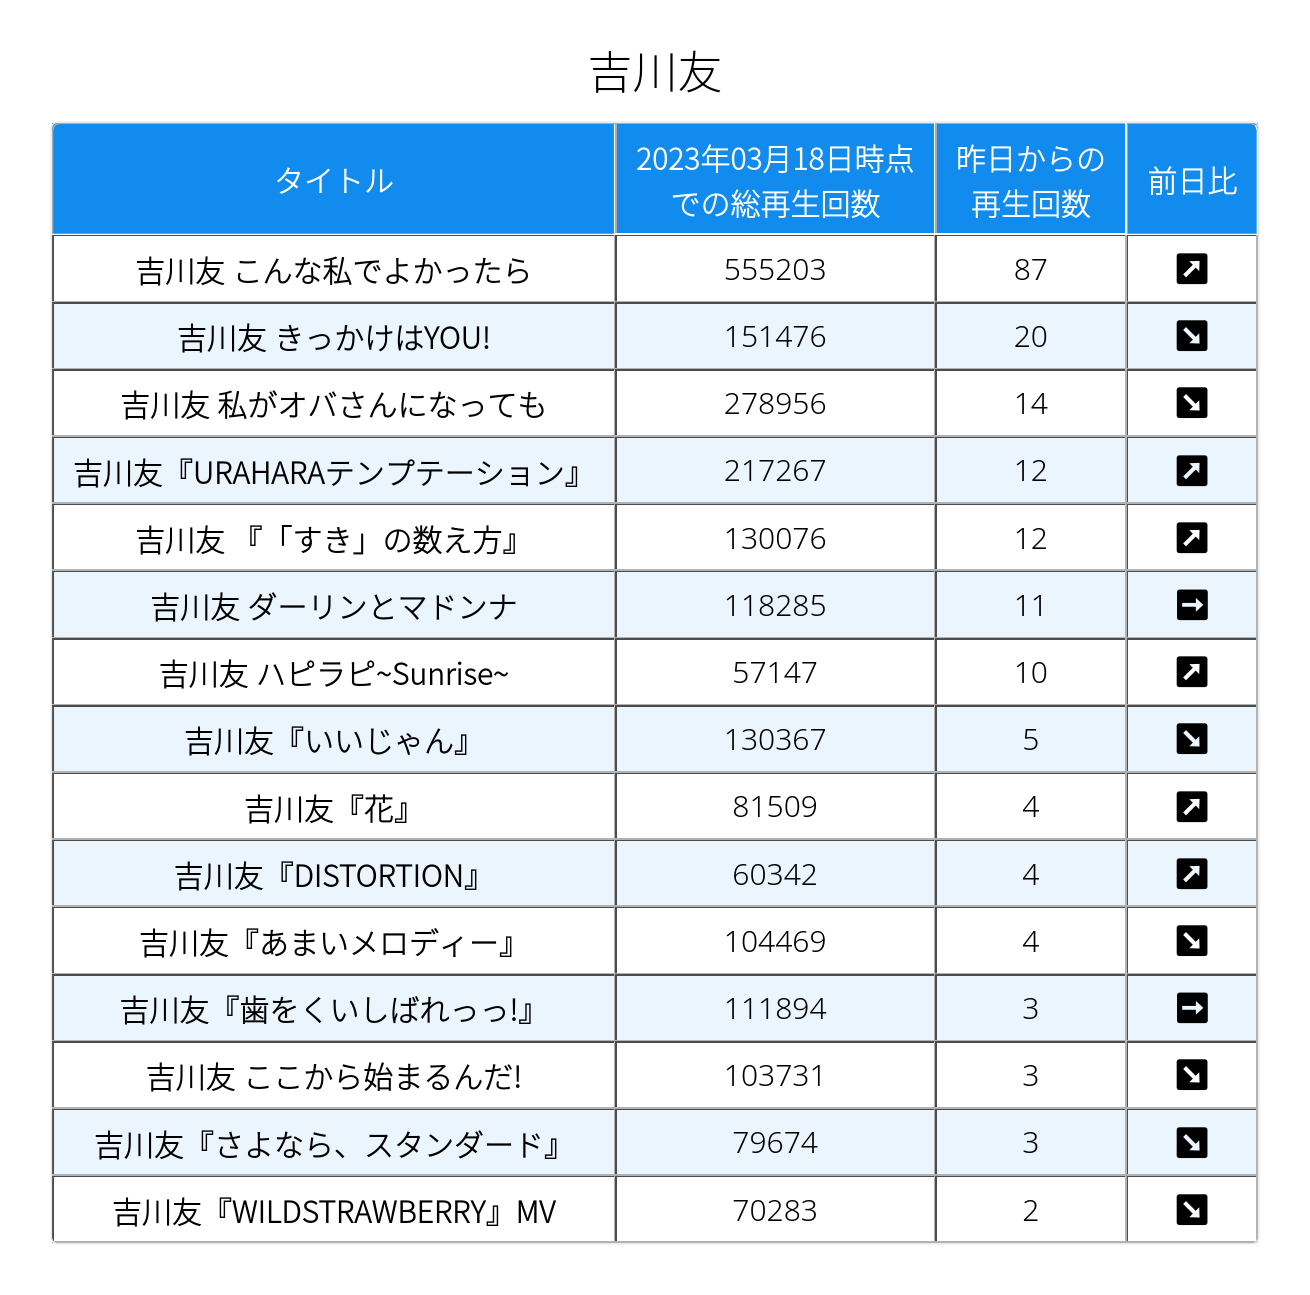 吉川友
タイトル
2023年03月18日時点
での総再生回数
昨日からの
再生回数
前日比
吉川友 こんな私でよかったら 555203 87 ↗
吉川友 きっかけはYOU! 151476 20 ↘
吉川友 私がオバさんになっても 278956 14 ↘
吉川友『URAHARAテンプテーション』 217267 12 ↗
吉川友 『「すき」の数え方』 130076 12 ↗
吉川友 ダーリンとマドンナ 118285 11 →
吉川友 ハピラピ~Sunrise~ 57147 10 ↗
吉川友『いいじゃん』 130367 5 ↘
吉川友『花』 81509 4 ↗
吉川友『DISTORTION』 60342 4 ↗
吉川友『あまいメロディー』 104469 4 ↘
吉川友『歯をくいしばれっっ!』 111894 3 →
吉川友 ここから始まるんだ! 103731 3 ↘
吉川友『さよなら、スタンダード』 79674 3 ↘
吉川友『WILDSTRAWBERRY』MV 70283 2 ↘